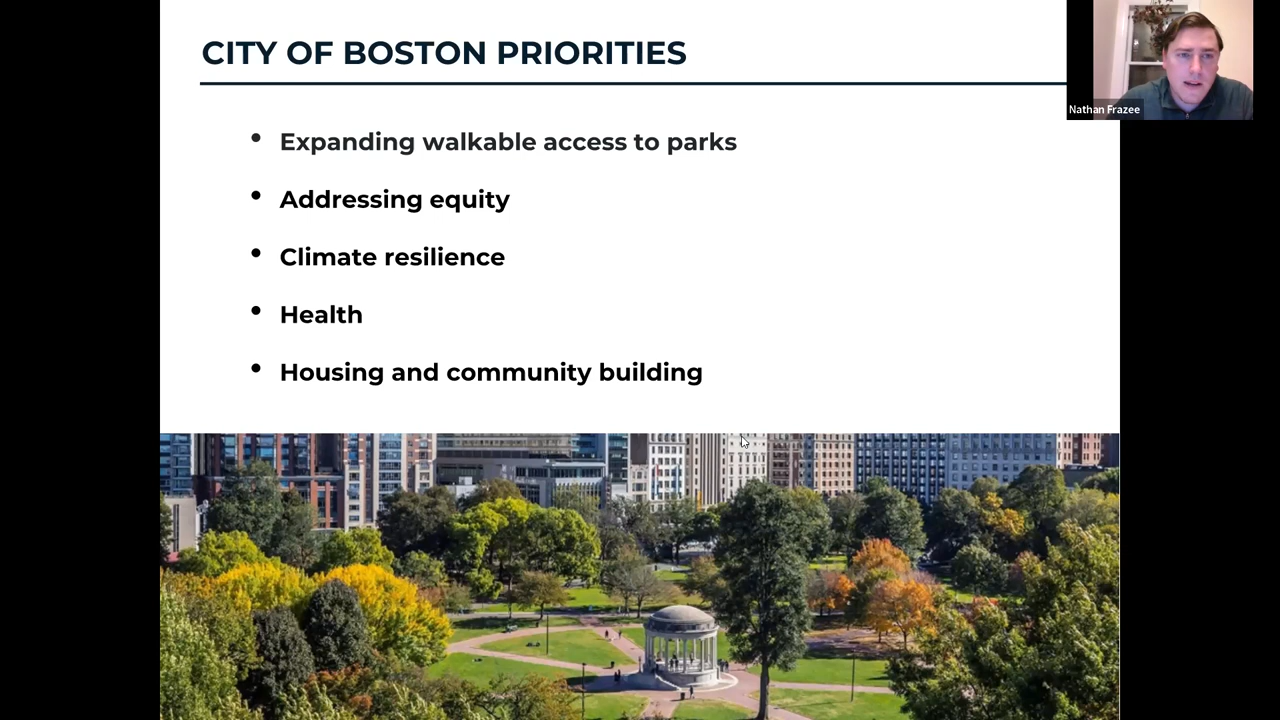 CITY OF BOSTON PRIORITIES
Nathan Frazee
• Expanding walkable access to parks
• Addressing equity
• Climate resilience
• Health
• Housing and community building